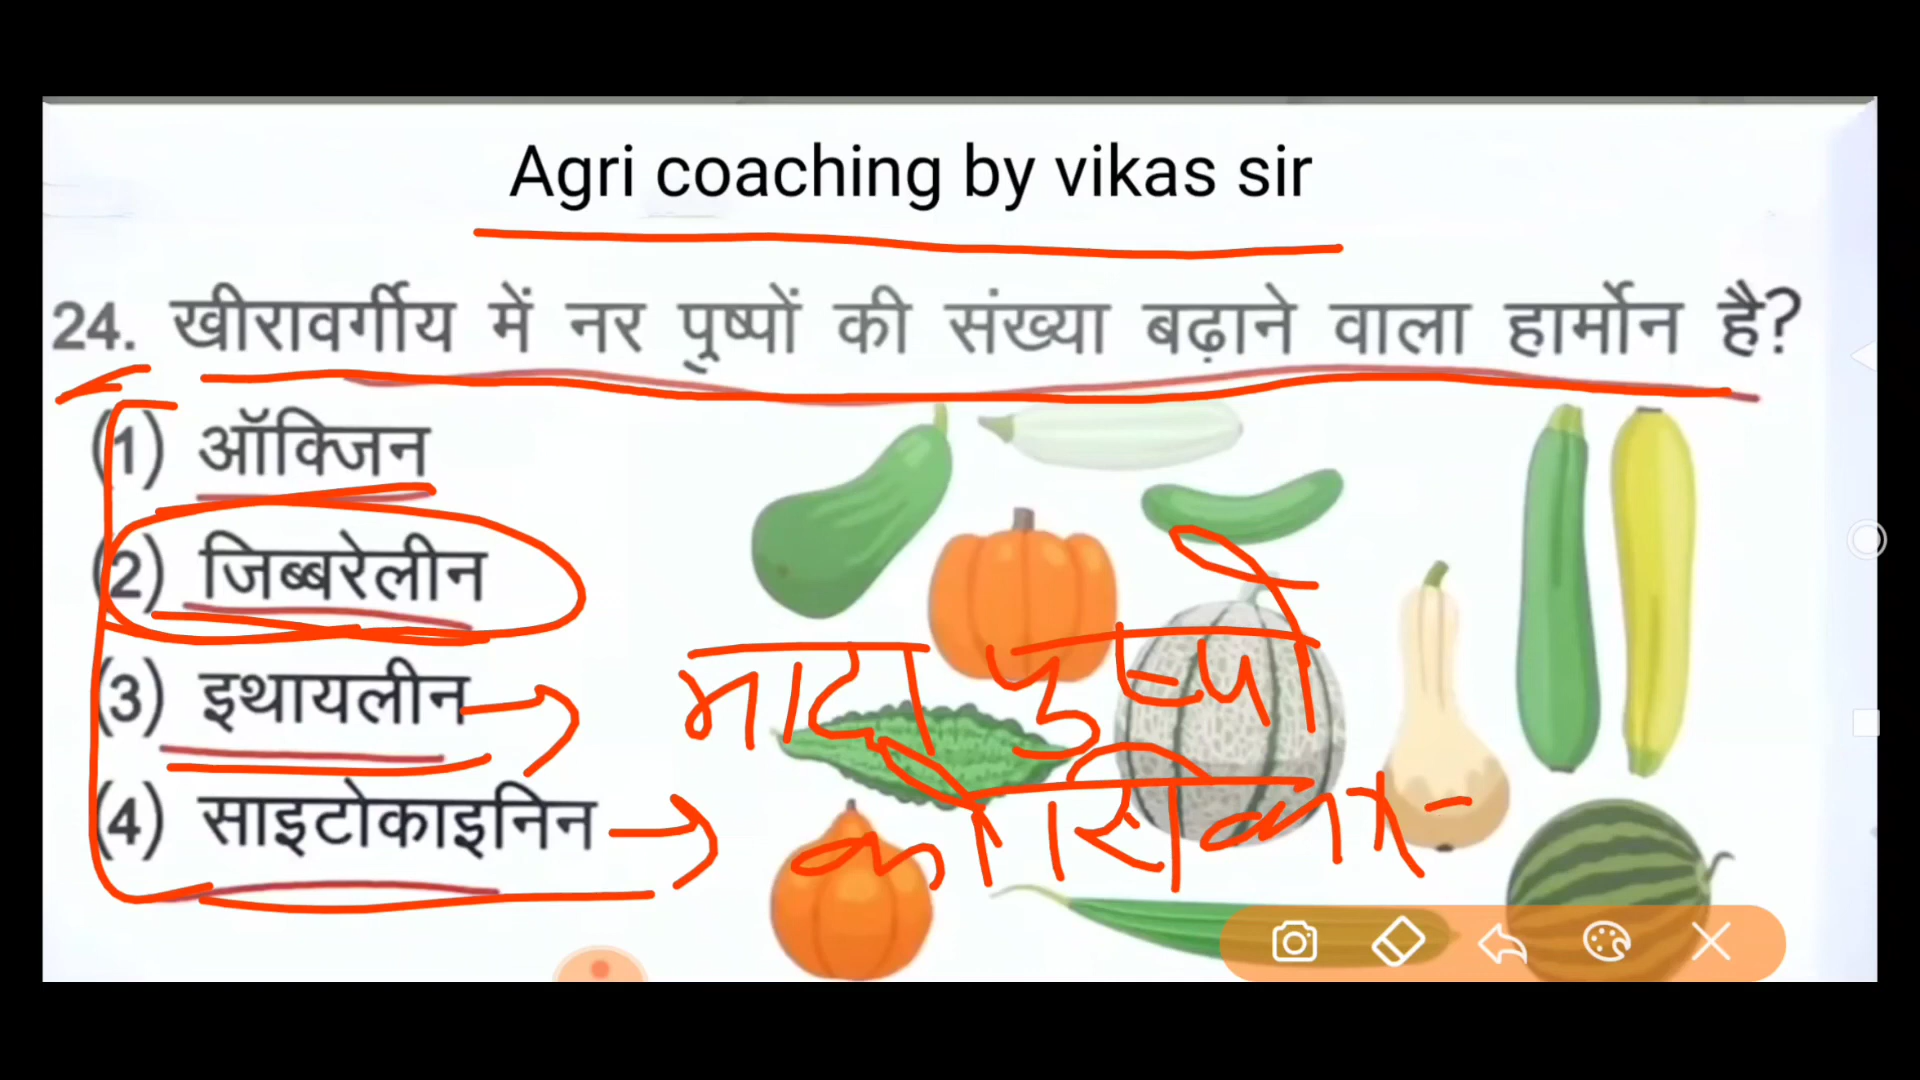 Agri coaching by vikas sir
24. खीरावर्गीय में नर पुष्पों की संख्या बढ़ाने वाला हार्मोन है?
(1) ऑक्जिन
(2) जिब्बरेलीन
(3) इथायलीन
(4) साइटोकाइनिन
मादा पुष्पों